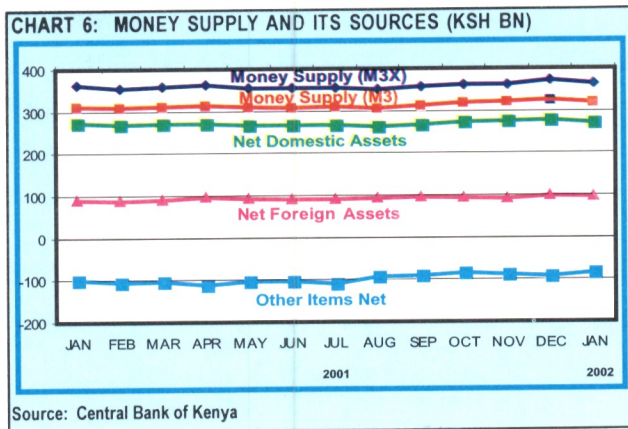 CHART 6: MONEY SUPPLY AND ITS SOURCES (KSH BN)
400
Money Supply (M3X)
300
Money Supply (M3)
Net Domestic Assets
200
100
Net Foreign Assets
0
-100
Other Items Net
-200
JAN FEB MAR APR MAY JUN JUL AUG SEP OCT NOV DEC JAN
2001 2002
Source: Central Bank of Kenya